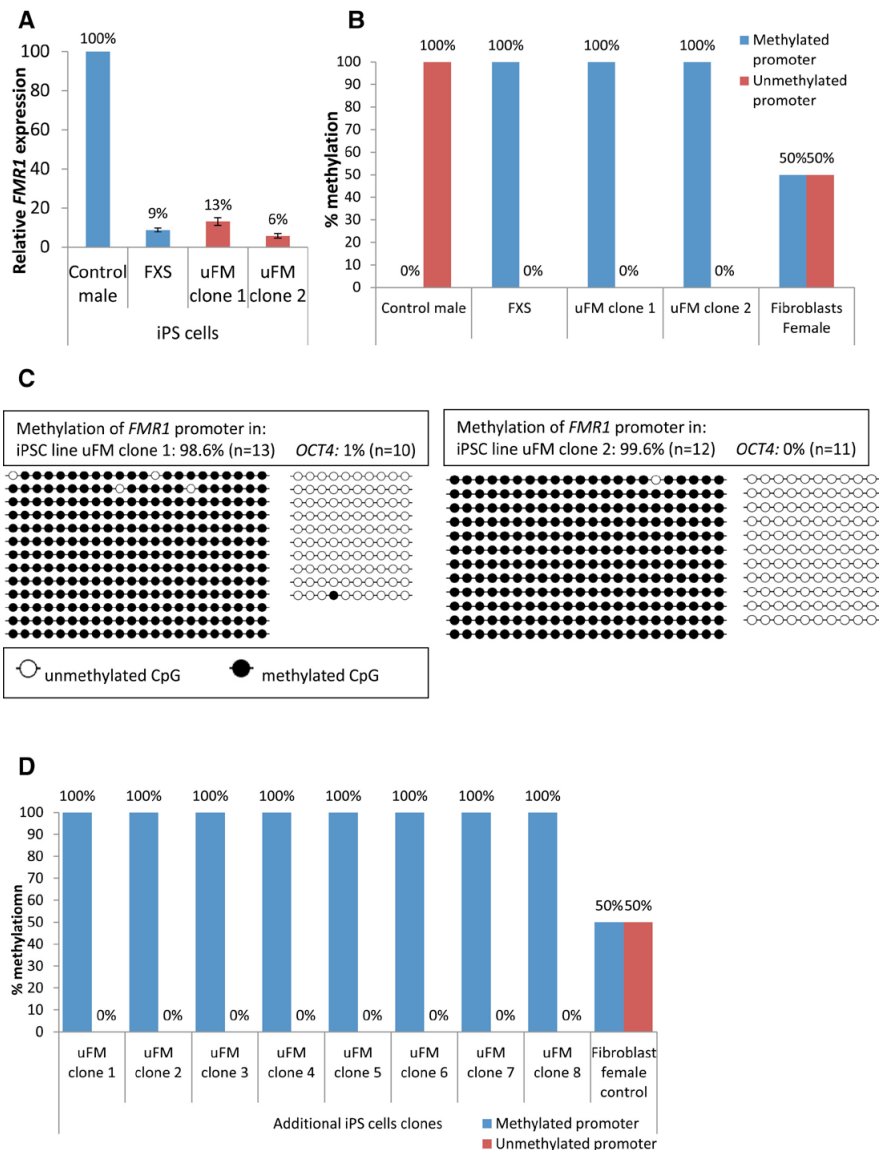 A
Relative FMR1 expression
100
80
60
40
20
0
100%
9%
13%
6%
Control male
FXS
uFM clone 1
uFM clone 2
iPS cells
B
% methylation
100
90
80
70
60
50
40
30
20
10
0
0%
100%
100%
0%
100%
0%
100%
0%
50%
50%
Methylated promoter
Unmethylated promoter
Control male
FXS
uFM clone 1
uFM clone 2
Fibroblasts Female
C
Methylation of FMR1 promoter in:
iPSC line uFM clone 1: 98.6% (n=13) OCT4: 1% (n=10)
Methylation of FMR1 promoter in:
iPSC line uFM clone 2: 99.6% (n=12) OCT4: 0% (n=11)
unmethylated CpG
methylated CpG
D
% methylatiomn
100
90
80
70
60
50
40
30
20
10
0
100%
0%
100%
0%
100%
0%
100%
0%
100%
0%
100%
0%
100%
0%
100%
0%
50%
50%
uFM clone 1
uFM clone 2
uFM clone 3
uFM clone 4
uFM clone 5
uFM clone 6
uFM clone 7
uFM clone 8
Fibroblast female control
Additional iPS cells clones
Methylated promoter
Unmethylated promoter